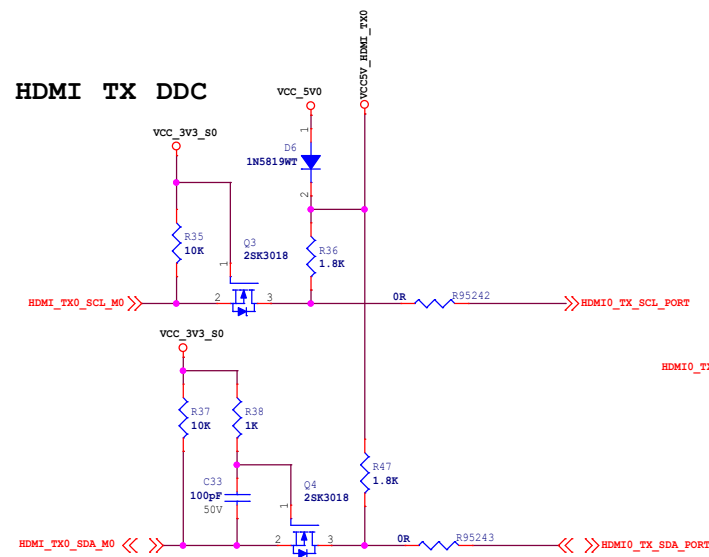 VCC5V_HDMI_TX0
HDMI TX DDC
VCC_5V0
VCC_3V3_S0
1
D6
1N5819WT
2
R35
10K
Q3
2SK3018
1
R36
1.8K
HDMI_TX0_SCL_M0
2
3
0R
R95242
HDMI0_TX_SCL_PORT
VCC_3V3_S0
HDMI0_TX
R37
10K
R38
1K
R47
1.8K
C33
100pF
50V
Q4
2SK3018
1
HDMI_TX0_SDA_M0
2
3
0R
R95243
HDMI0_TX_SDA_PORT